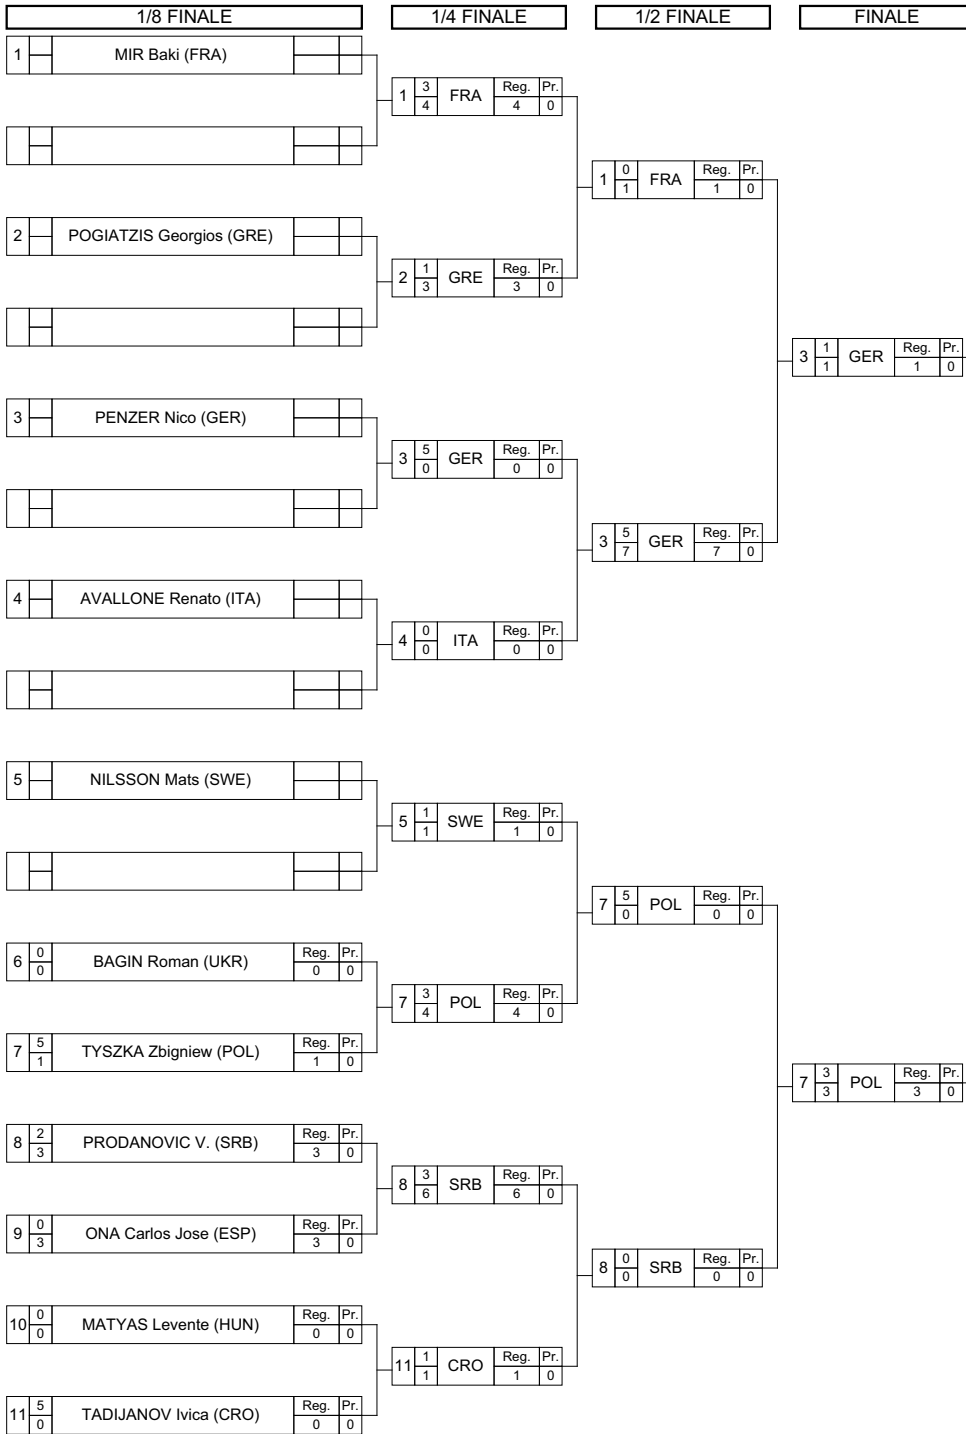 1/8 FINALE 1/4 FINALE 1/2 FINALE FINALE
1 MIR Baki (FRA)
1 3 4 FRA Reg. 4 Pr. 0
1 0 1 FRA Reg. 1 Pr. 0
2 POGIATZIS Georgios (GRE)
2 1 3 GRE Reg. 3 Pr. 0
3 1 1 GER Reg. 1 Pr. 0
3 PENZER Nico (GER)
3 5 0 GER Reg. 0 Pr. 0
3 5 7 GER Reg. 7 Pr. 0
4 AVALLONE Renato (ITA)
4 0 0 ITA Reg. 0 Pr. 0
5 NILSSON Mats (SWE)
5 1 1 SWE Reg. 1 Pr. 0
7 5 0 POL Reg. 0 Pr. 0
6 0 0 BAGIN Roman (UKR) Reg. 0 Pr. 0
7 3 4 POL Reg. 4 Pr. 0
7 5 1 TYSZKA Zbigniew (POL) Reg. 1 Pr. 0
7 3 3 POL Reg. 3 Pr. 0
8 2 3 PRODANOVIC V. (SRB) Reg. 3 Pr. 0
8 3 6 SRB Reg. 6 Pr. 0
9 0 3 ONA Carlos Jose (ESP) Reg. 3 Pr. 0
8 0 0 SRB Reg. 0 Pr. 0
10 0 0 MATYAS Levente (HUN) Reg. 0 Pr. 0
11 1 1 CRO Reg. 1 Pr. 0
11 5 0 TADIJANOV Ivica (CRO) Reg. 0 Pr. 0